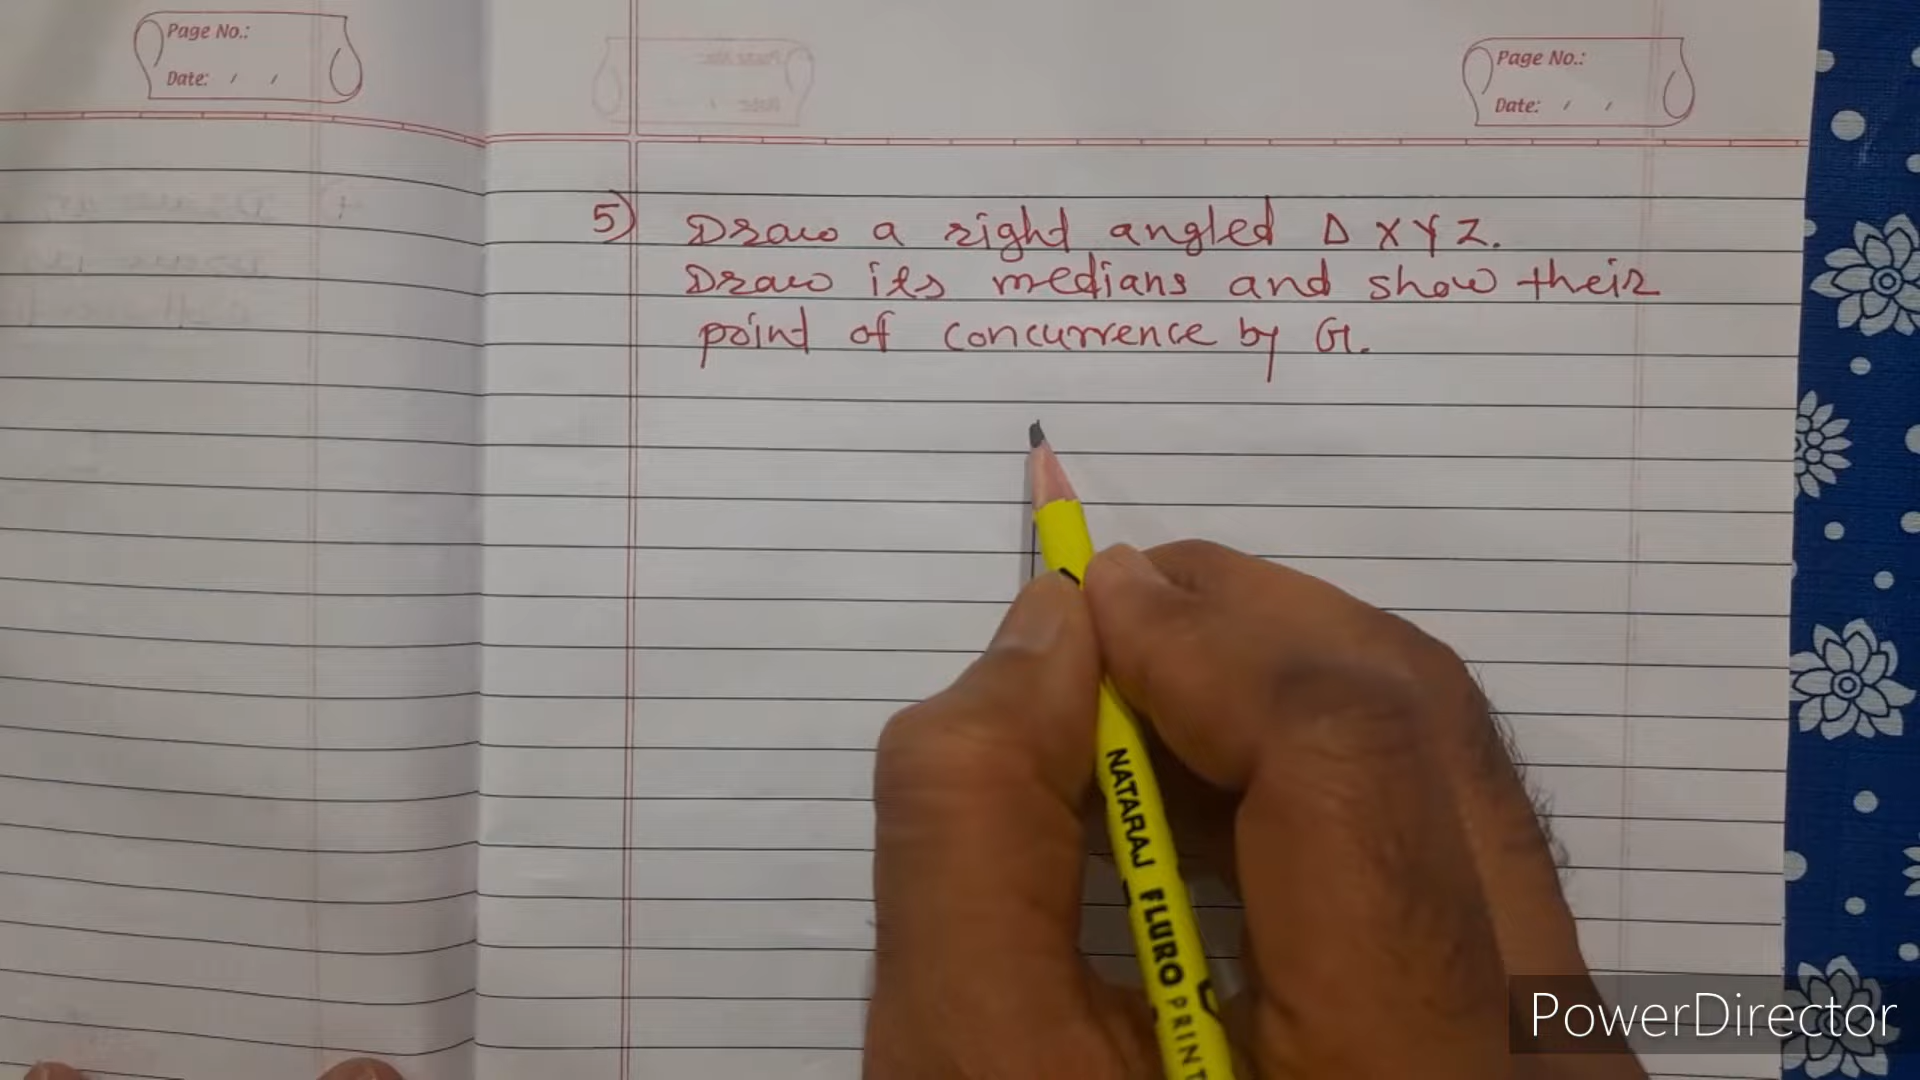 Page No.:
Date: / /
Page No.:
Date: / /
5) Draw a right angled Δ XYZ.
Draw its medians and show their
point of concurrence by G.
NATARAJ FLURO PRINT
PowerDirector